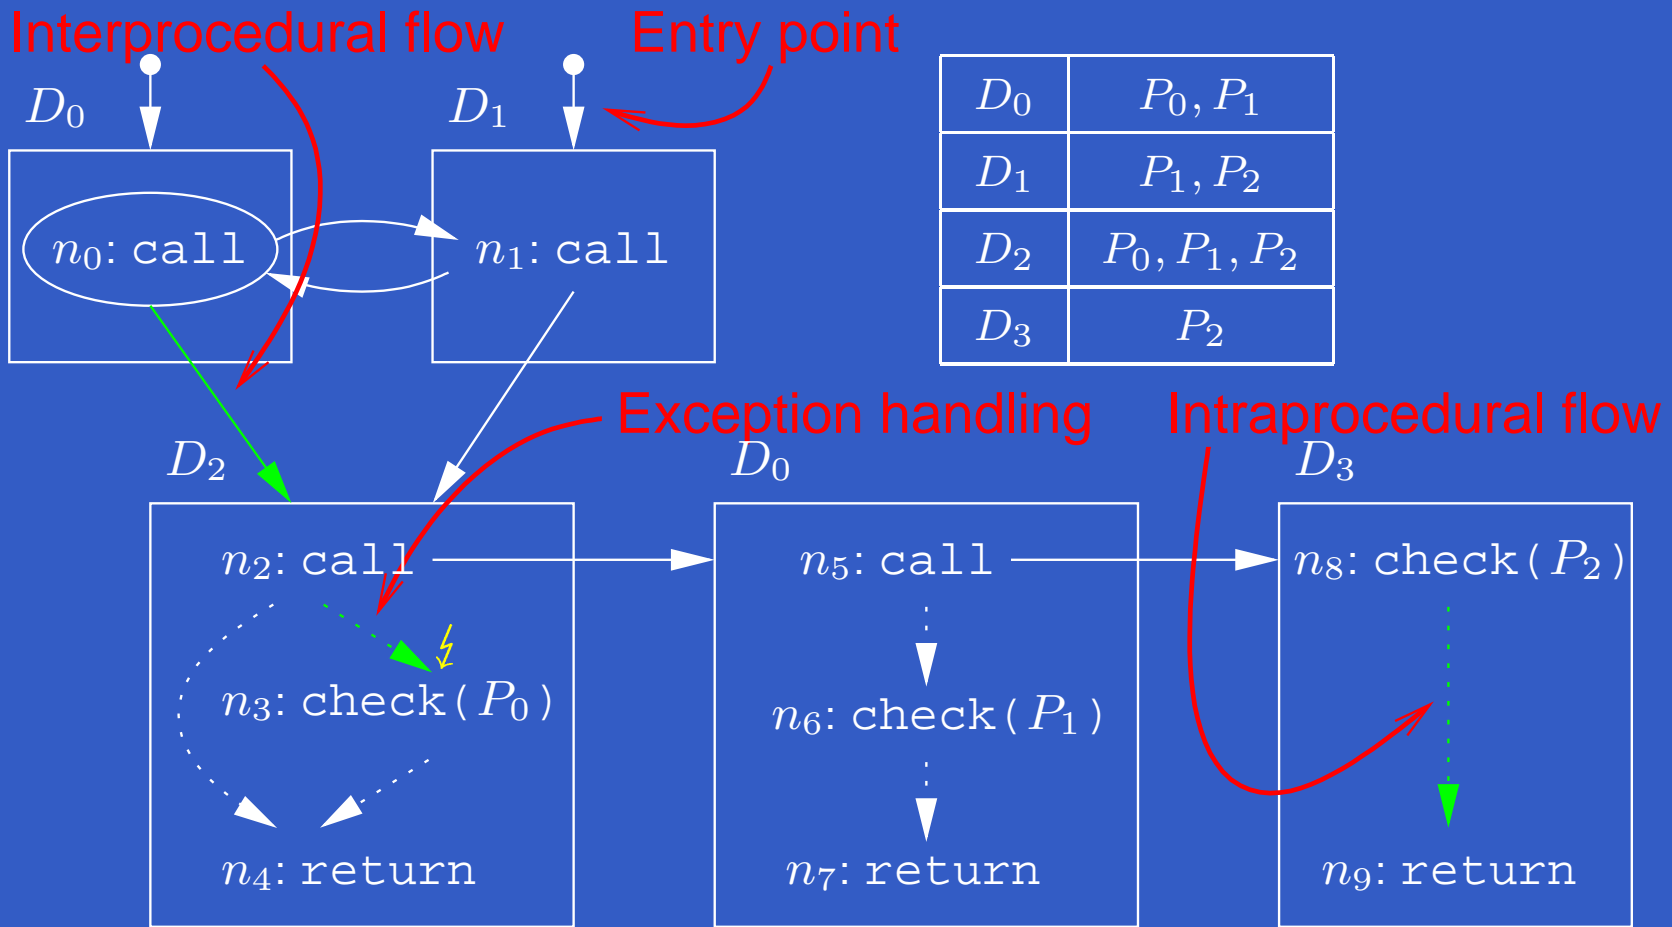 Interprocedural flow
Entry point
D₀
D₁
n₀: call
n₁: call
D₀ P₀, P₁
D₁ P₁, P₂
D₂ P₀, P₁, P₂
D₃ P₂
Exception handling
Intraprocedural flow
D₂
D₀
D₃
n₂: call
n₅: call
n₈: check(P₂)
n₃: check(P₀)
n₆: check(P₁)
n₄: return
n₇: return
n₉: return